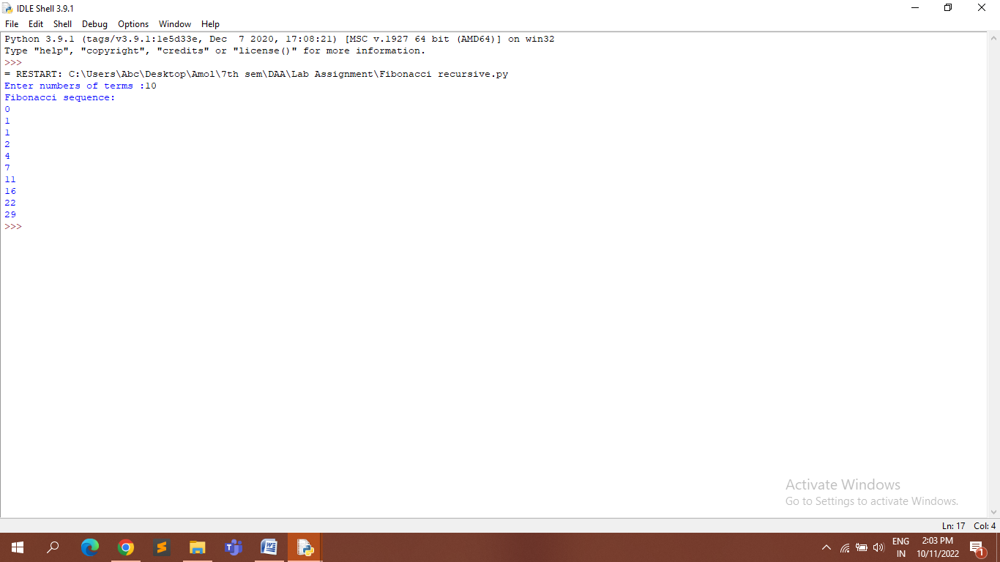 IDLE Shell 3.9.1
File Edit Shell Debug Options Window Help
Python 3.9.1 (tags/v3.9.1:1e5d33e, Dec  7 2020, 17:08:21) [MSC v.1927 64 bit (AMD64)] on win32
Type "help", "copyright", "credits" or "license()" for more information.
>>>
= RESTART: C:\Users\Abc\Desktop\Amol\7th sem\DAA\Lab Assignment\Fibonacci recursive.py
Enter numbers of terms :10
Fibonacci sequence:
0
1
1
2
4
7
11
16
22
29
>>>
Activate Windows
Go to Settings to activate Windows.
Ln: 17 Col: 4
ENG
IN
2:03 PM
10/11/2022
1